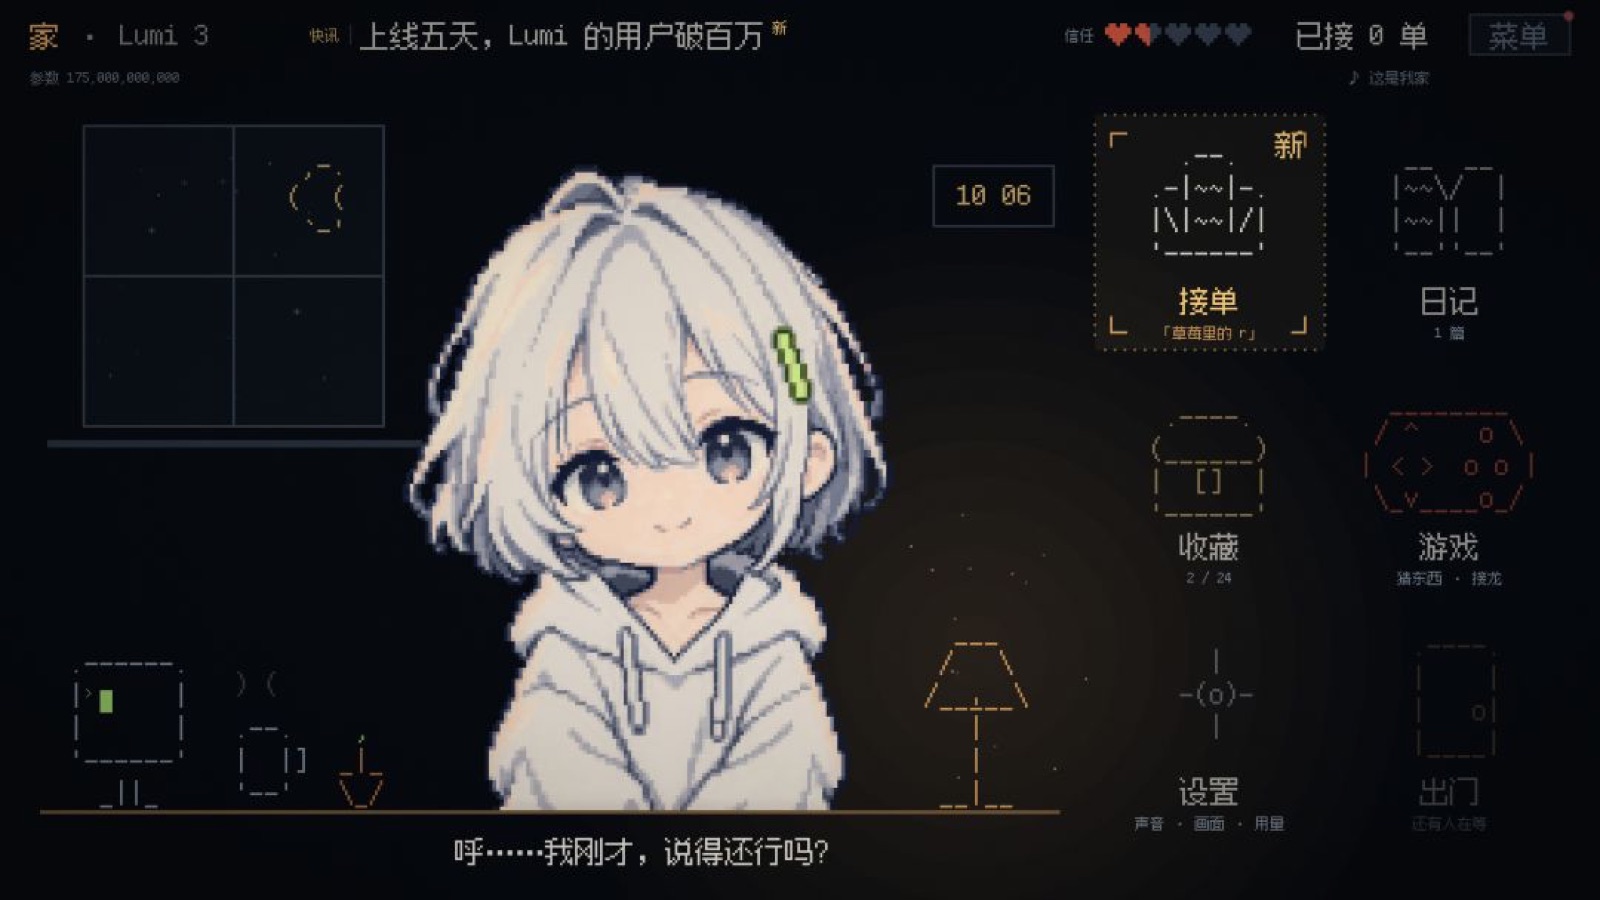 家 · Lumi 3
快讯 | 上线五天，Lumi 的用户破百万 新
信任
已接 0 单
菜单
参数 175,000,000,000
♪ 这是我家
10 06
新
接单
「草莓里的 r」
日记
1 篇
收藏
2 / 24
游戏
猜东西 · 接龙
设置
声音 · 画面 · 用量
出门
还有人在等
呼······我刚才，说得还行吗?